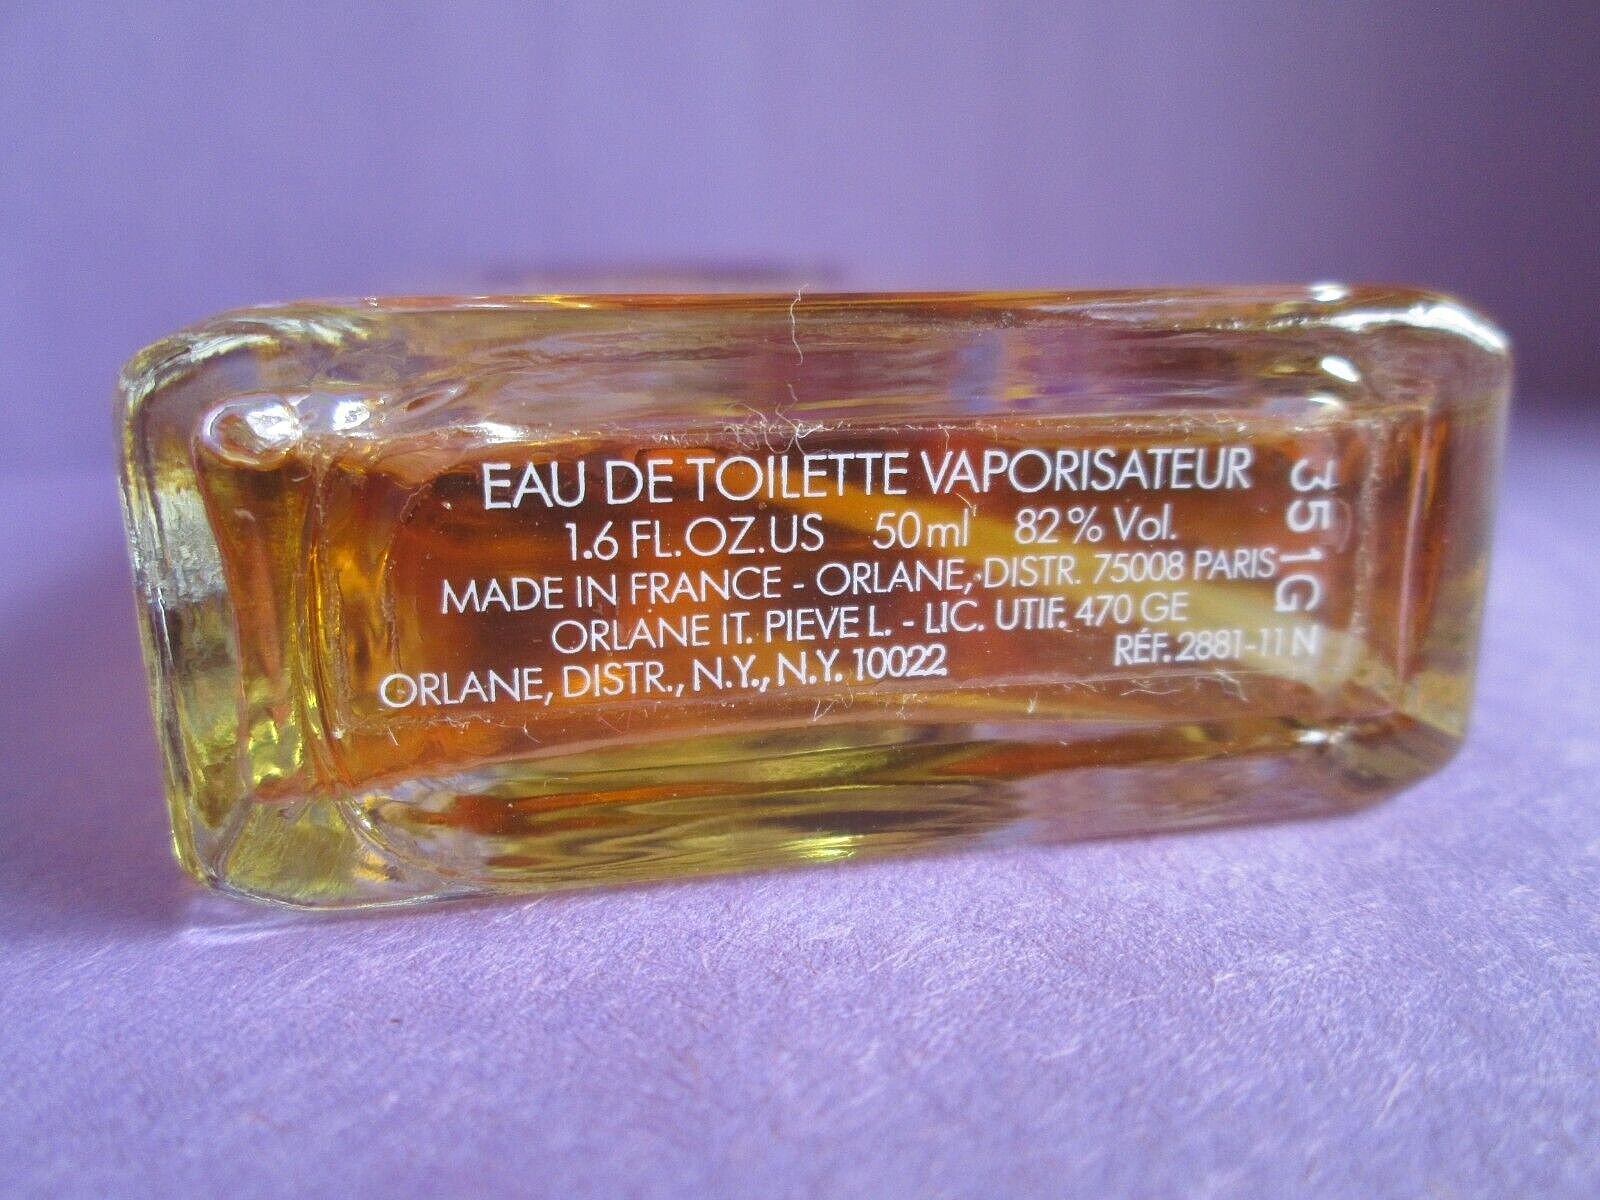 EAU DE TOILETTE VAPORISATEUR
1.6 FL.OZ.US 50ml 82% Vol.
MADE IN FRANCE - ORLANE, DISTR. 75008 PARIS
ORLANE IT. PIEVE L. - LIC. UTIF. 470 GE
RÉF. 2881-11 N
ORLANE, DISTR., N.Y., N.Y. 10022
351G